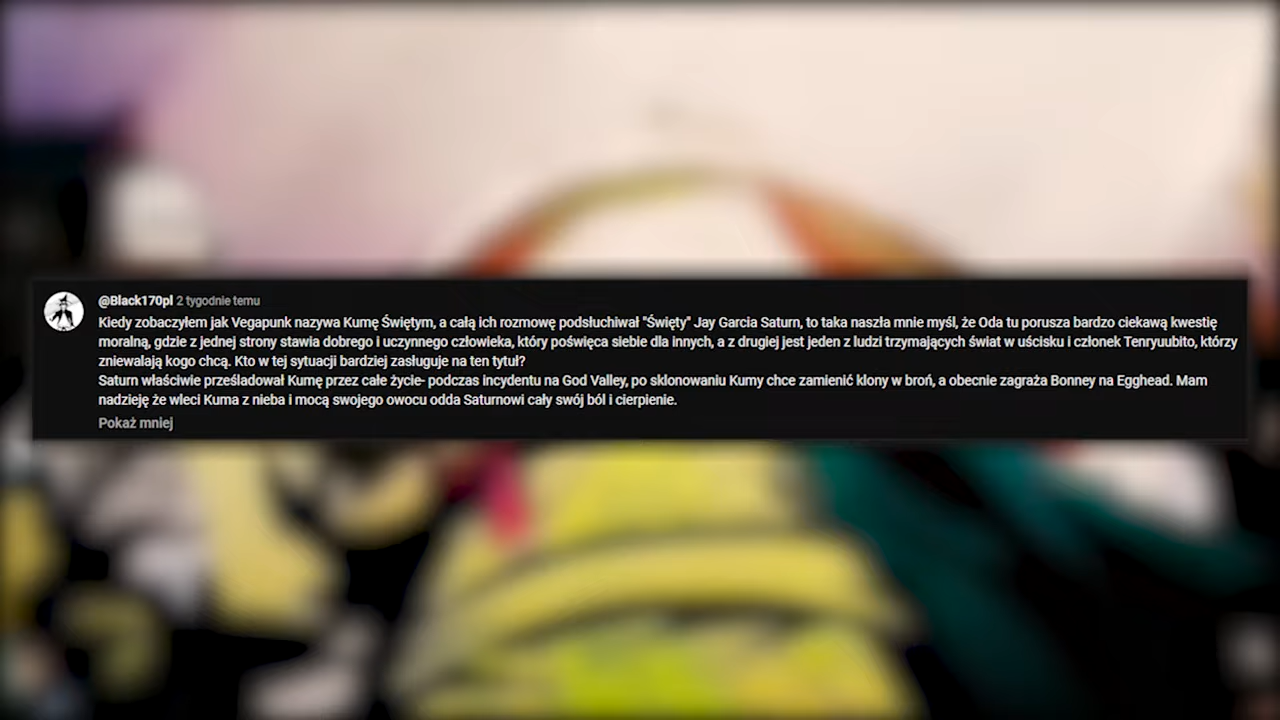 @Black170pl 2 tygodnie temu
Kiedy zobaczyłem jak Vegapunk nazywa Kumę Świętym, a całą ich rozmowę podsłuchiwał "Święty" Jay Garcia Saturn, to taka naszła mnie myśl, że Oda tu porusza bardzo ciekawą kwestię
moralną, gdzie z jednej strony stawia dobrego i uczynnego człowieka, który poświęca siebie dla innych, a z drugiej jest jeden z ludzi trzymających świat w uścisku i członek Tenryuubito, którzy
zniewalają kogo chcą. Kto w tej sytuacji bardziej zasługuje na ten tytuł?
Saturn właściwie prześladował Kumę przez całe życie- podczas incydentu na God Valley, po sklonowaniu Kumy chce zamienić klony w broń, a obecnie zagraża Bonney na Egghead. Mam
nadzieję że wleci Kuma z nieba i mocą swojego owocu odda Saturnowi cały swój ból i cierpienie.
Pokaż mniej